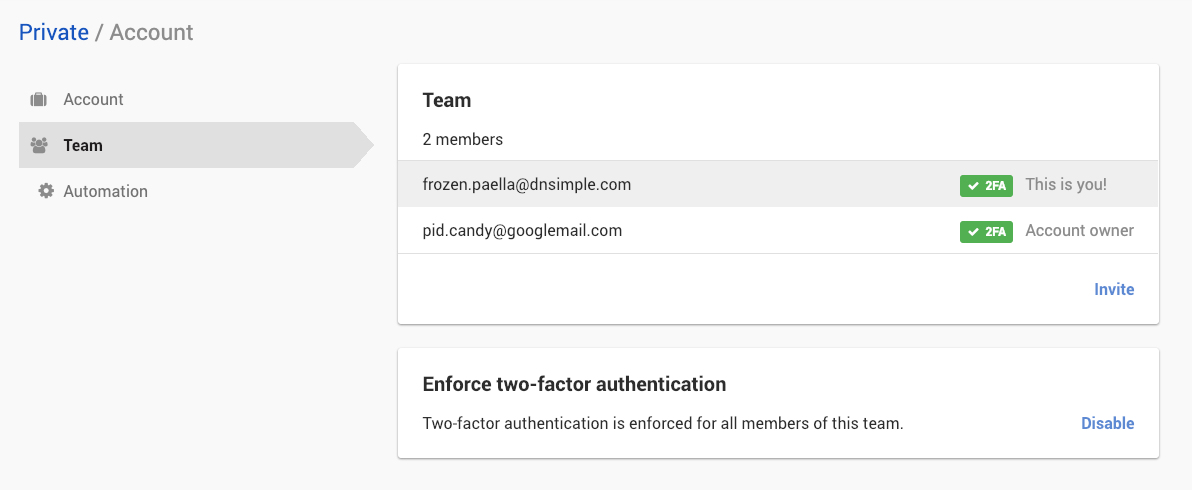 Private / Account
Account
Team
Automation
Team
2 members
frozen.paella@dnsimple.com 2FA This is you!
pid.candy@googlemail.com 2FA Account owner
Invite
Enforce two-factor authentication
Two-factor authentication is enforced for all members of this team. Disable